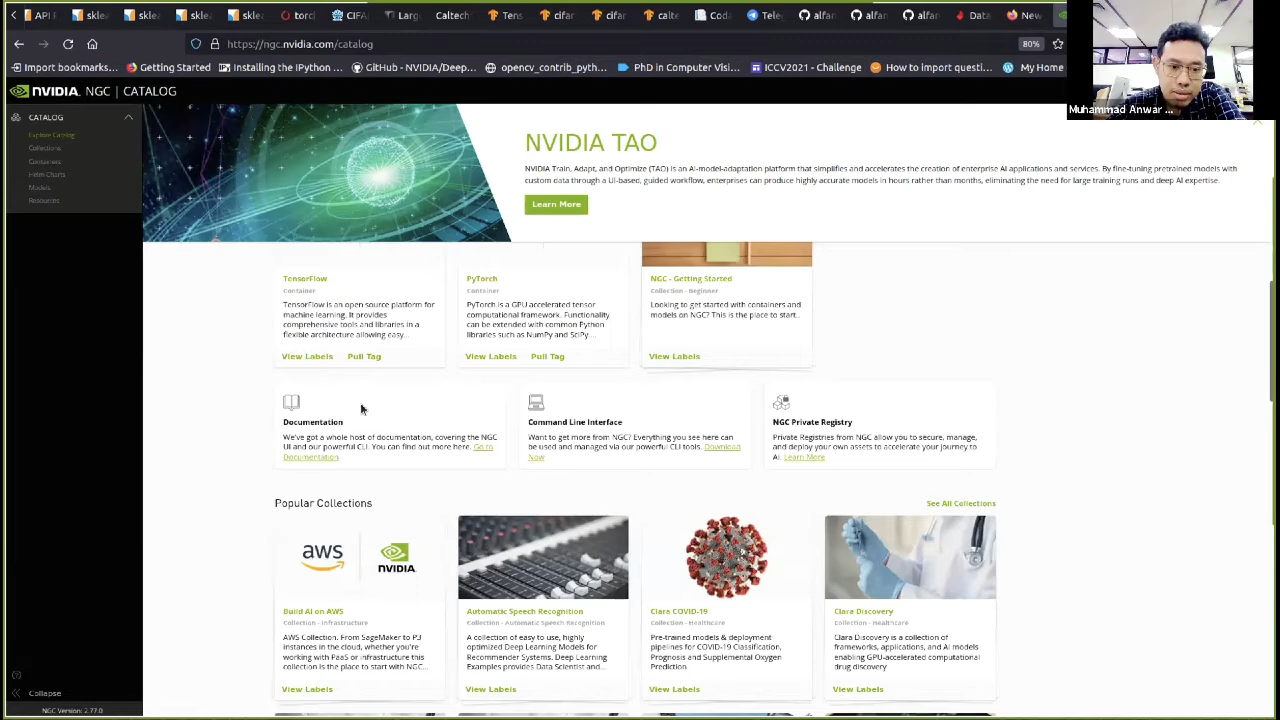 API
skle
skle
skle
skle
torch
CIFA
Large
Caltech
Tens
cifar
cifar
calte
Coda
Teleg
alfan
alfan
alfan
Data
New
https://ngc.nvidia.com/catalog
80%
Import bookmarks...
Getting Started
Installing the IPython ...
GitHub - seuqaj114/p...
agency_contrib_pytho...
PhD in Computer Visi...
ICCV2021 - Challenge
How to import questi...
My Home
NVIDIA. NGC | CATALOG
Muhammad Anwar ...
CATALOG
Explore Catalog
Collections
Containers
Helm Charts
Models
Resources
NVIDIA TAO
NVIDIA Train, Adapt, and Optimize (TAO) is an AI-model-adaptation platform that simplifies and accelerates the creation of enterprise AI applications and services. By fine-tuning pretrained models with
custom data through a UI-based, guided workflow, enterprises can produce highly accurate models in hours rather than months, eliminating the need for large training runs and deep AI expertise.
Learn More
TensorFlow
Container
TensorFlow is an open source platform for
machine learning. It provides
comprehensive tools and libraries in a
flexible architecture allowing easy...
View Labels
Pull Tag
PyTorch
Container
PyTorch is a GPU accelerated tensor
computational framework. Functionality
can be extended with common Python
libraries such as NumPy and SciPy....
View Labels
Pull Tag
NGC - Getting Started
Collection - Beginner
Looking to get started with containers and
models on NGC? This is the place to start...
View Labels
Documentation
We've got a whole host of documentation, covering the NGC
UI and our powerful CLI. You can find out more here. Go to
Documentation
Command Line Interface
Want to get more from NGC? Everything you see here can
be used and managed via our powerful CLI tools. Download
Now
NGC Private Registry
Private Registries from NGC allow you to secure, manage,
and deploy your own assets to accelerate your journey to
AI. Learn More
Popular Collections
See All Collections
aws
NVIDIA.
Build AI on AWS
Collection - Infrastructure
AWS Collection. From SageMaker to P3
instances in the cloud, whether you're
working with PaaS or infrastructure this
collection is the place to start with NGC...
View Labels
Automatic Speech Recognition
Collection - Automatic Speech Recognition
A collection of easy to use, highly
optimized Deep Learning Models for
Recommender Systems. Deep Learning
Examples provides Data Scientist and...
View Labels
Clara COVID-19
Collection - Healthcare
Pre-trained models & deployment
pipelines for COVID-19 Classification,
Prognosis and Supplemental Oxygen
Prediction
View Labels
Clara Discovery
Collection - Healthcare
Clara Discovery is a collection of
frameworks, applications, and AI models
enabling GPU-accelerated computational
drug discovery
View Labels
Collapse
NGC Version: 2.77.0